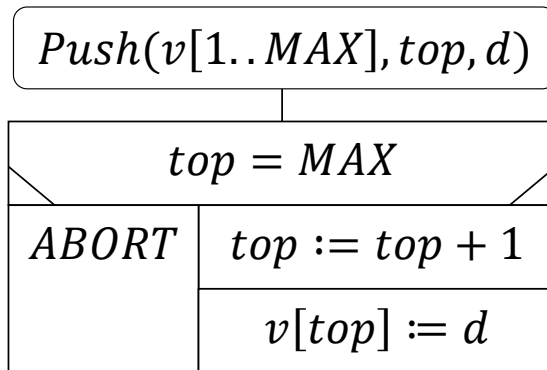 Push(v[1..MAX], top, d)
top = MAX
ABORT
top := top + 1
v[top] := d